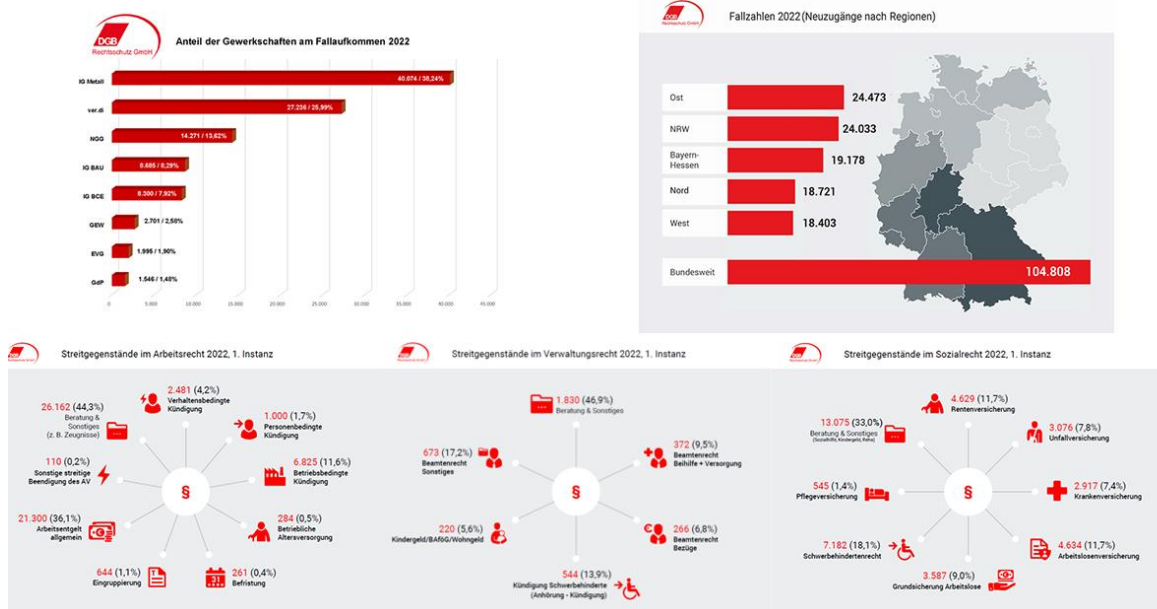 DGB
Rechtsschutz GmbH
Anteil der Gewerkschaften am Fallaufkommen 2022
IG Metall
40.074 / 38,24%
ver.di
27.236 / 25,99%
NGG
14.271 / 13,62%
IG BAU
8.685 / 8,29%
IG BCE
8.300 / 7,92%
GEW
2.701 / 2,58%
EVG
1.995 / 1,90%
GdP
1.546 / 1,48%
0
5.000
10.000
15.000
20.000
25.000
30.000
35.000
40.000
45.000
DGB
Rechtsschutz GmbH
Fallzahlen 2022 (Neuzugänge nach Regionen)
Ost
24.473
NRW
24.033
Bayern-
Hessen
19.178
Nord
18.721
West
18.403
Bundesweit
104.808
Streitgegenstände im Arbeitsrecht 2022, 1. Instanz
2.481 (4,2%)
Verhaltensbedingte
Kündigung
1.000 (1,7%)
Personenbedingte
Kündigung
6.825 (11,6%)
Betriebsbedingte
Kündigung
284 (0,5%)
Betriebliche
Altersversorgung
261 (0,4%)
Befristung
31
644 (1,1%)
Eingruppierung
21.300 (36,1%)
Arbeitsentgelt
allgemein
€
110 (0,2%)
Sonstige streitige
Beendigung des AV
26.162 (44,3%)
Beratung &
Sonstiges
(z. B. Zeugnisse)
§
Streitgegenstände im Verwaltungsrecht 2022, 1. Instanz
1.830 (46,9%)
Beratung & Sonstiges
372 (9,5%)
Beamtenrecht
Beihilfe + Versorgung
€
266 (6,8%)
Beamtenrecht
Bezüge
544 (13,9%)
Kündigung Schwerbehinderte
(Anhörung - Kündigung)
220 (5,6%)
Kindergeld/BAföG/Wohngeld
673 (17,2%)
Beamtenrecht
Sonstiges
§
Streitgegenstände im Sozialrecht 2022, 1. Instanz
4.629 (11,7%)
Rentenversicherung
3.076 (7,8%)
Unfallversicherung
2.917 (7,4%)
Krankenversicherung
4.634 (11,7%)
Arbeitslosenversicherung
3.587 (9,0%)
Grundsicherung Arbeitslose
7.182 (18,1%)
Schwerbehindertenrecht
545 (1,4%)
Pflegeversicherung
13.075 (33,0%)
Beratung & Sonstiges
(Sozialhilfe, Kindergeld, Reha)
§